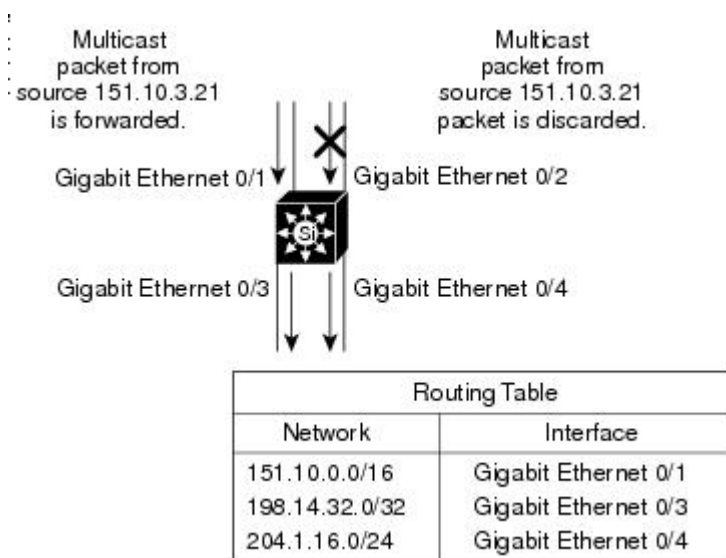 Multicast
packet from
source 151.10.3.21
is forwarded.
Multicast
packet from
source 151.10.3.21
packet is discarded.
Gigabit Ethernet 0/1
Gigabit Ethernet 0/2
Si
Gigabit Ethernet 0/3
Gigabit Ethernet 0/4
Routing Table
Network Interface
151.10.0.0/16 Gigabit Ethernet 0/1
198.14.32.0/32 Gigabit Ethernet 0/3
204.1.16.0/24 Gigabit Ethernet 0/4